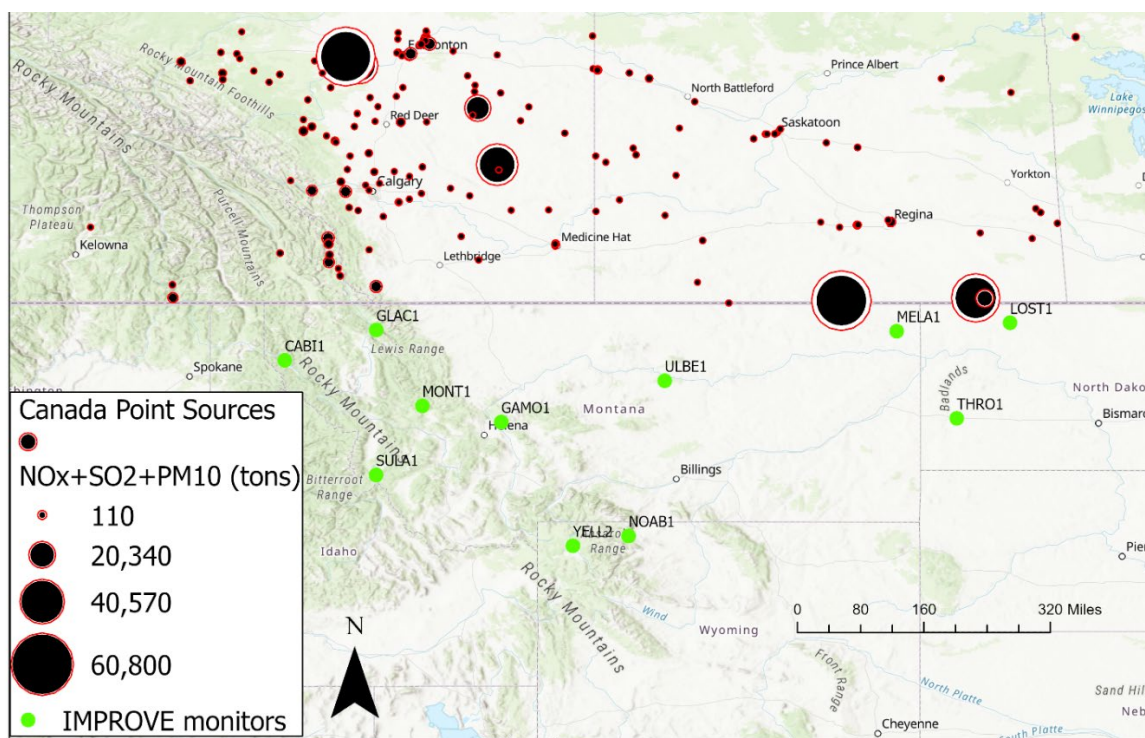 Edmonton
Prince Albert
Rocky Mountain Foothills
Rocky Mountains
North Battleford
Lake
Winnipegosis
Red Deer
Saskatoon
Calgary
Yorkton
Thompson
Plateau
Purcell Mountains
Regina
Kelowna
Medicine Hat
Lethbridge
GLAC1
MELA1
LOST1
Lewis Range
CABI1
Spokane
ULBE1
Rocky Mountains
Badlands
North Dako
MONT1
GAMO1
Montana
THRO1
Bismar
Helena
SULA1
Bitterroot
Range
Billings
NOAB1
YELL2
Range
Idaho
Pier
Rocky Mountains
Wind
Wyoming
0 80 160 320 Miles
Front Range
North Platte
South Platte
Sand Hil
Neb
Cheyenne
N
Canada Point Sources
NOx+SO2+PM10 (tons)
110
20,340
40,570
60,800
IMPROVE monitors